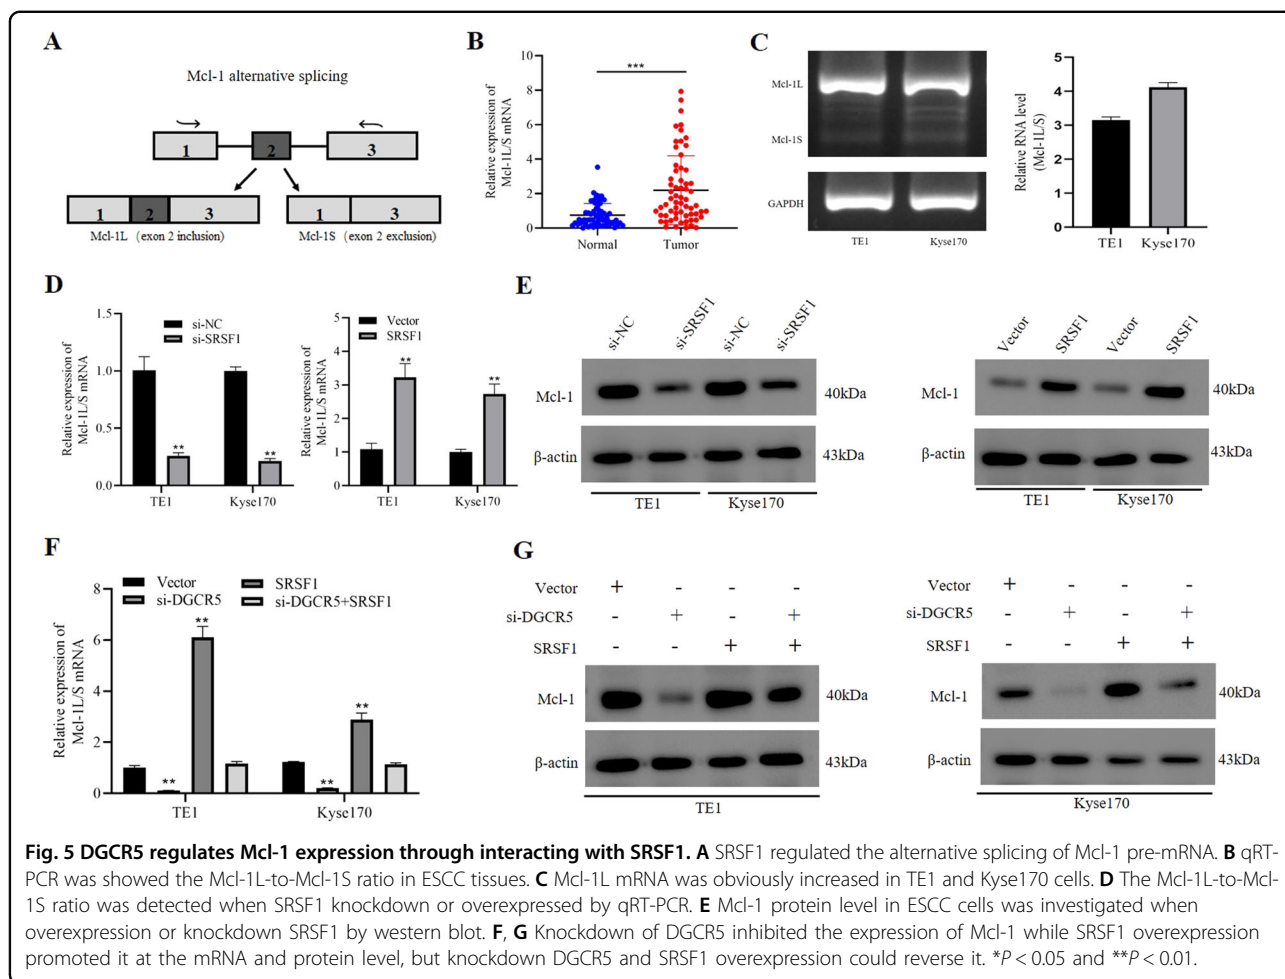 A
Mcl-1 alternative splicing
1 2 3
1 2 3
1 3
Mcl-1L (exon 2 inclusion)
Mcl-1S (exon 2 exclusion)
B
Relative expression of
Mcl-1L/S mRNA
10
8
6
4
2
0
***
Normal Tumor
C
Mcl-1L
Mcl-1S
GAPDH
TE1 Kyse170
Relative RNA level
(Mcl-1L/S)
5
4
3
2
1
0
TE1 Kyse170
D
Relative expression of
Mcl-1L/S mRNA
1.5
1.0
0.5
0.0
si-NC
si-SRSF1
** **
TE1 Kyse170
Relative expression of
Mcl-1L/S mRNA
5
4
3
2
1
0
Vector
SRSF1
** **
TE1 Kyse170
E
si-NC si-SRSF1 si-NC si-SRSF1
Mcl-1 40kDa
β-actin 43kDa
TE1 Kyse170
Vector SRSF1 Vector SRSF1
Mcl-1 40kDa
β-actin 43kDa
TE1 Kyse170
F
Relative expression of
Mcl-1L/S mRNA
8
6
4
2
0
Vector SRSF1
si-DGCR5 si-DGCR5+SRSF1
** ** ** **
TE1 Kyse170
G
Vector + - - -
si-DGCR5 - + - +
SRSF1 - - + +
Mcl-1 40kDa
β-actin 43kDa
TE1
Vector + - - -
si-DGCR5 - + - +
SRSF1 - - + +
Mcl-1 40kDa
β-actin 43kDa
Kyse170
Fig. 5 DGCR5 regulates Mcl-1 expression through interacting with SRSF1. A SRSF1 regulated the alternative splicing of Mcl-1 pre-mRNA. B qRT-
PCR was showed the Mcl-1L-to-Mcl-1S ratio in ESCC tissues. C Mcl-1L mRNA was obviously increased in TE1 and Kyse170 cells. D The Mcl-1L-to-Mcl-
1S ratio was detected when SRSF1 knockdown or overexpressed by qRT-PCR. E Mcl-1 protein level in ESCC cells was investigated when
overexpression or knockdown SRSF1 by western blot. F, G Knockdown of DGCR5 inhibited the expression of Mcl-1 while SRSF1 overexpression
promoted it at the mRNA and protein level, but knockdown DGCR5 and SRSF1 overexpression could reverse it. *P < 0.05 and **P < 0.01.